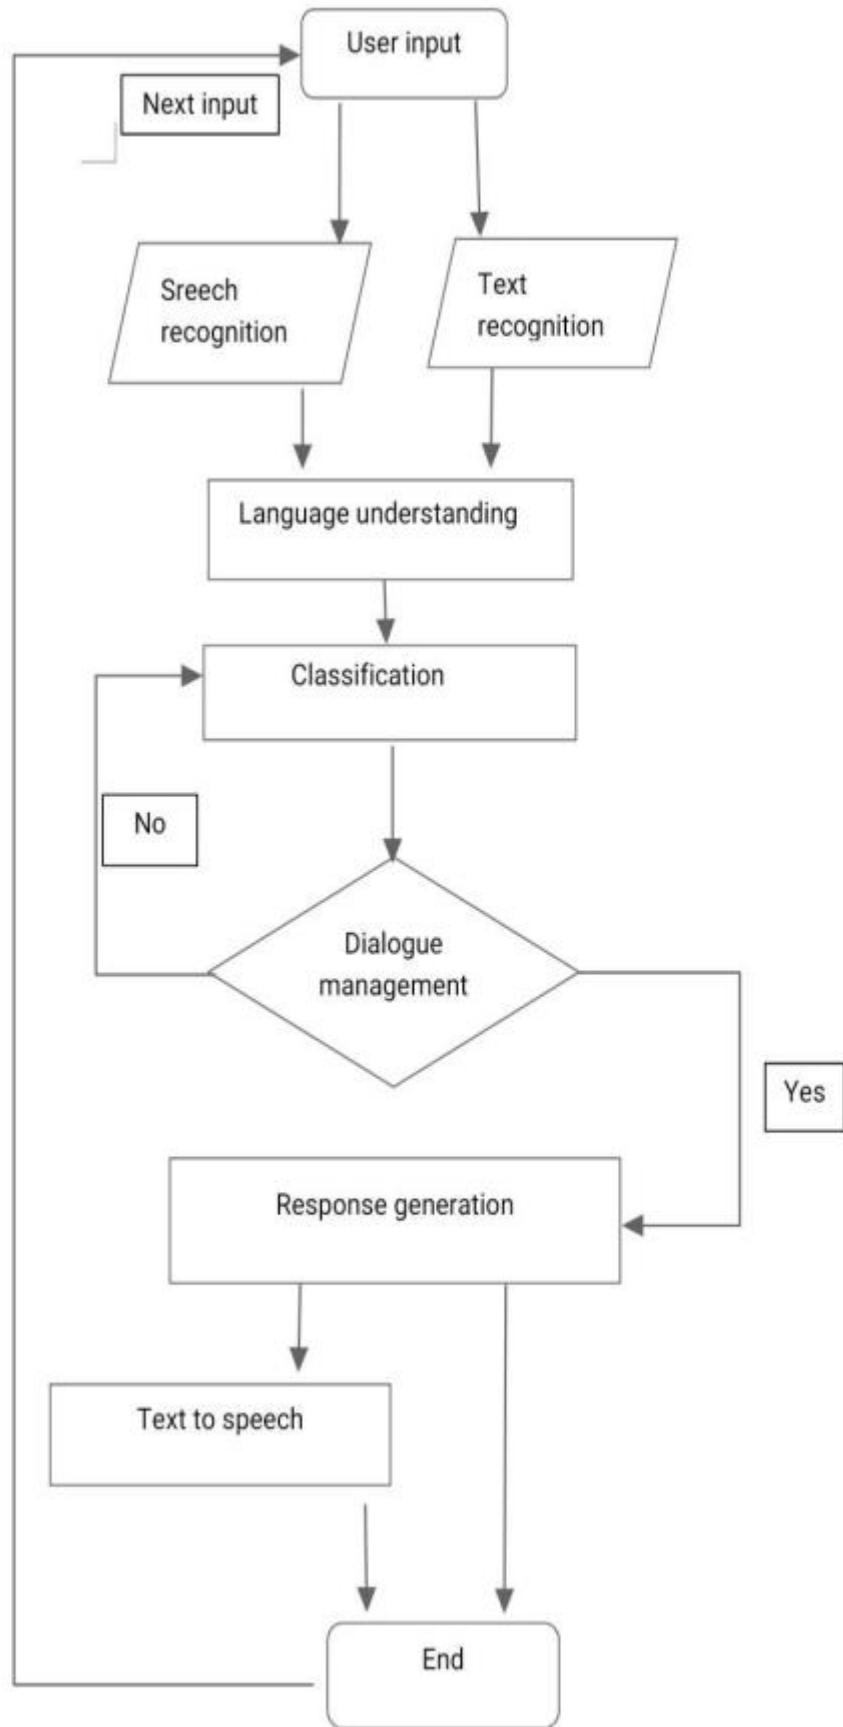 User input
Next input
Sreech
recognition
Text
recognition
Language understanding
Classification
No
Dialogue
management
Yes
Response generation
Text to speech
End